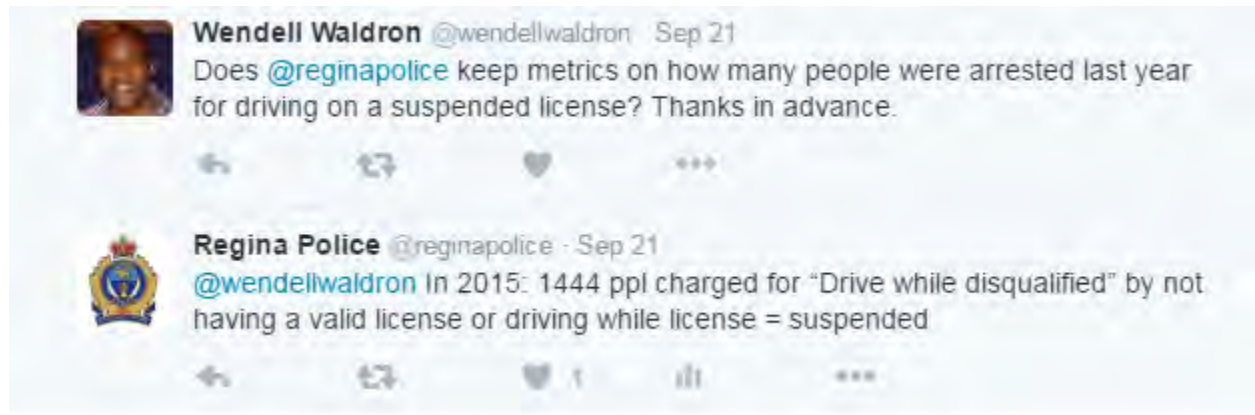 Wendell Waldron @wendellwaldron Sep 21
Does @reginapolice keep metrics on how many people were arrested last year
for driving on a suspended license? Thanks in advance.
Regina Police @reginapolice · Sep 21
@wendellwaldron In 2015: 1444 ppl charged for “Drive while disqualified” by not
having a valid license or driving while license = suspended
1